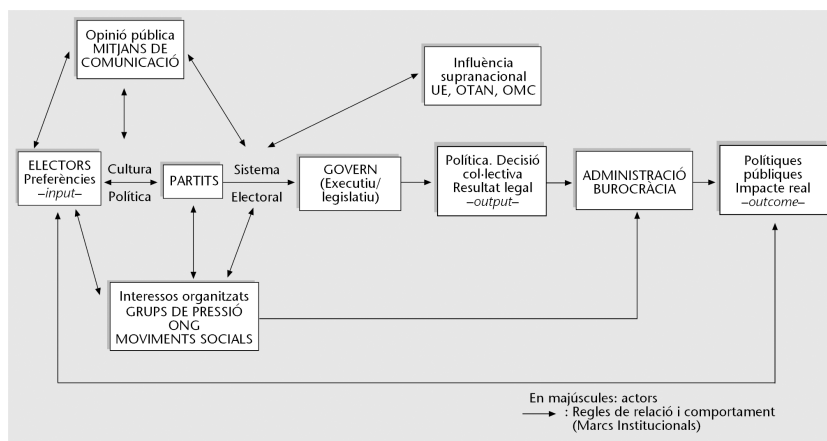 Opinió pública
MITJANS DE
COMUNICACIÓ
Influència
supranacional
UE, OTAN, OMC
ELECTORS
Preferències
–input–
Cultura
Política
PARTITS
Sistema
Electoral
GOVERN
(Executiu/
legislatiu)
Política. Decisió
col·lectiva
Resultat legal
–output–
ADMINISTRACIÓ
BUROCRÀCIA
Polítiques
públiques
Impacte real
–outcome–
Interessos organitzats
GRUPS DE PRESSIÓ
ONG
MOVIMENTS SOCIALS
En majúscules: actors
: Regles de relació i comportament
(Marcs Institucionals)